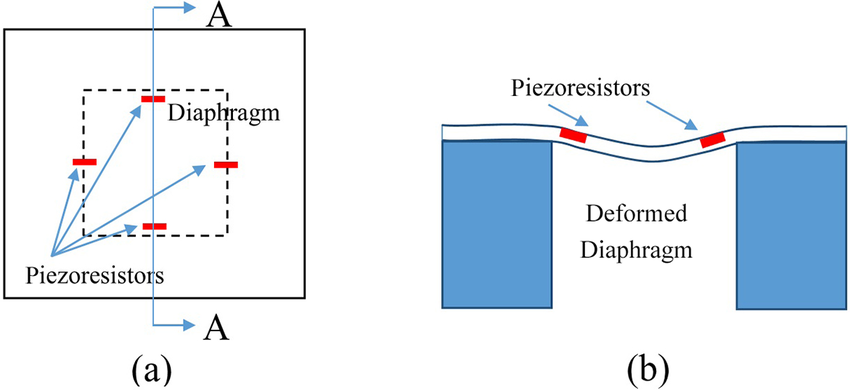 A
Diaphragm
Piezoresistors
A
(a)
Piezoresistors
Deformed
Diaphragm
(b)